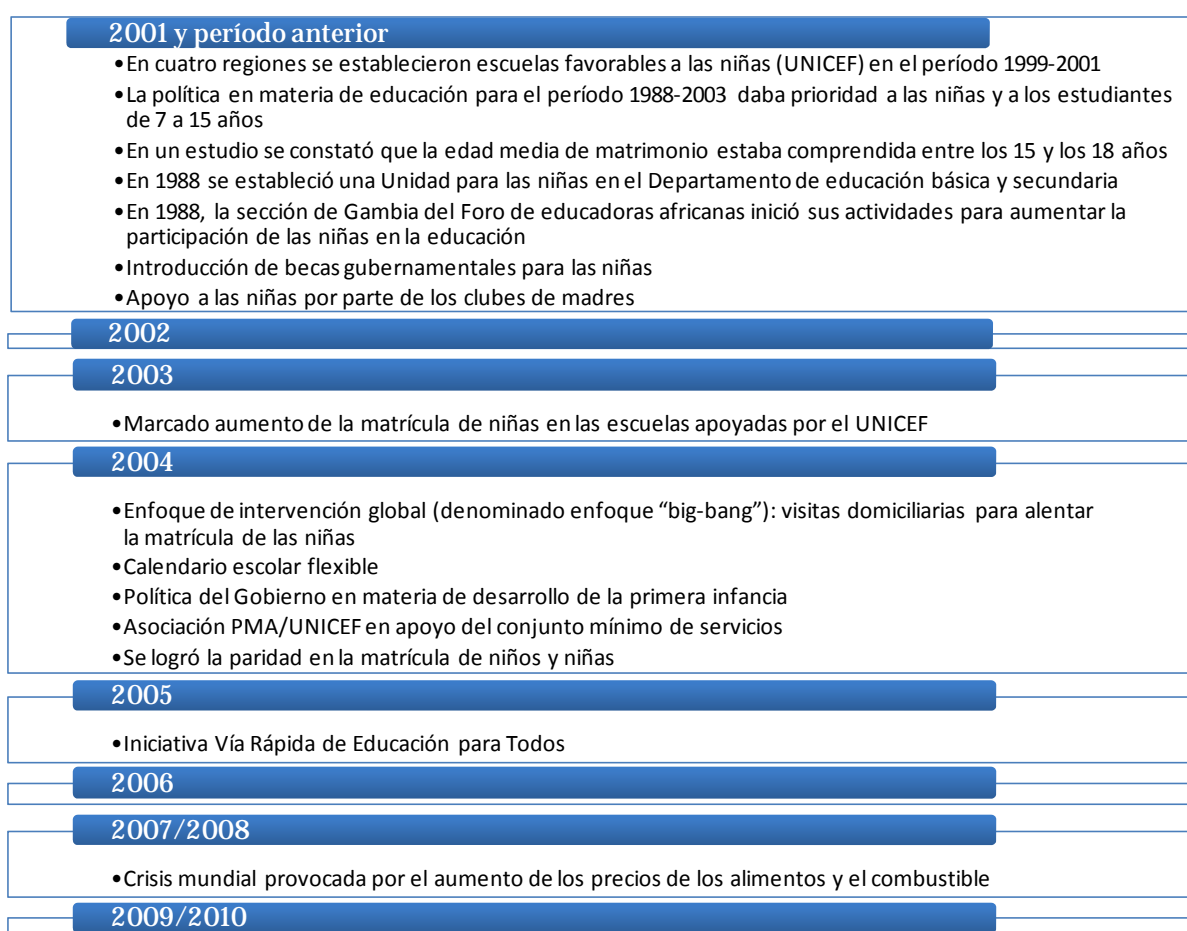 2001 y período anterior
•En cuatro regiones se establecieron escuelas favorables a las niñas (UNICEF) en el período 1999-2001
•La política en materia de educación para el período 1988-2003 daba prioridad a las niñas y a los estudiantes
de 7 a 15 años
•En un estudio se constató que la edad media de matrimonio estaba comprendida entre los 15 y los 18 años
•En 1988 se estableció una Unidad para las niñas en el Departamento de educación básica y secundaria
•En 1988, la sección de Gambia del Foro de educadoras africanas inició sus actividades para aumentar la
participación de las niñas en la educación
•Introducción de becas gubernamentales para las niñas
•Apoyo a las niñas por parte de los clubes de madres
2002
2003
•Marcado aumento de la matrícula de niñas en las escuelas apoyadas por el UNICEF
2004
•Enfoque de intervención global (denominado enfoque “big-bang”): visitas domiciliarias para alentar
la matrícula de las niñas
•Calendario escolar flexible
•Política del Gobierno en materia de desarrollo de la primera infancia
•Asociación PMA/UNICEF en apoyo del conjunto mínimo de servicios
•Se logró la paridad en la matrícula de niños y niñas
2005
•Iniciativa Vía Rápida de Educación para Todos
2006
2007/2008
•Crisis mundial provocada por el aumento de los precios de los alimentos y el combustible
2009/2010